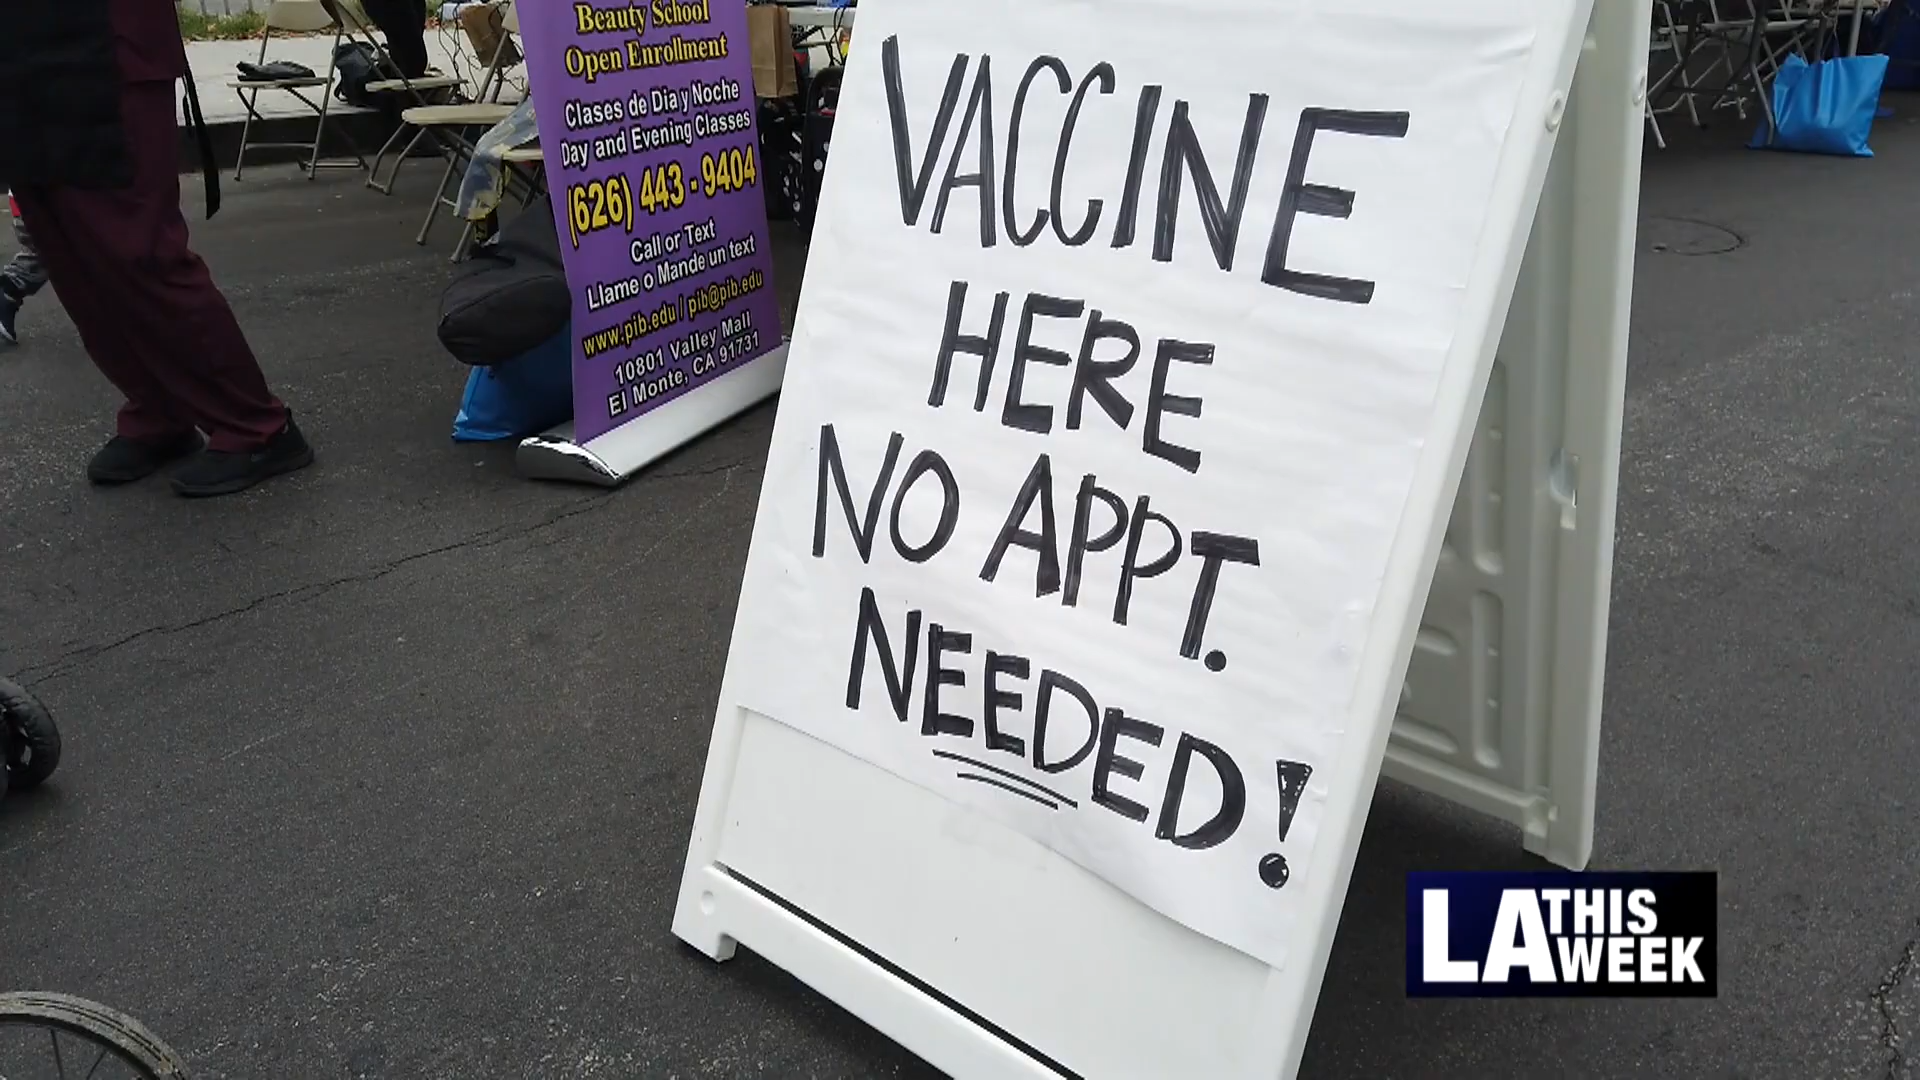 Beauty School
Open Enrollment
Clases de Dia y Noche
Day and Evening Classes
(626) 443-9404
Call or Text
Llame o Mande un text
www.pib.edu / pib@pib.edu
10801 Valley Mall
El Monte, CA 91731
VACCINE
HERE
NO APPT.
NEEDED!
LA THIS
WEEK